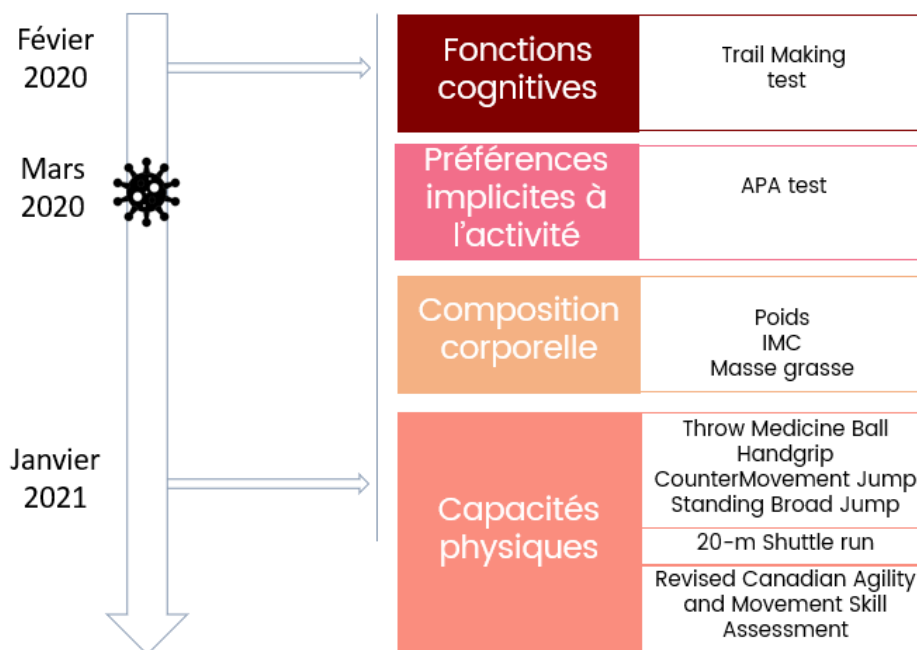 Févier
2020
Mars
2020
Janvier
2021
Fonctions
cognitives
Trail Making
test
Préférences
implicites à
l'activité
APA test
Composition
corporelle
Poids
IMC
Masse grasse
Capacités
physiques
Throw Medicine Ball
Handgrip
CounterMovement Jump
Standing Broad Jump
20-m Shuttle run
Revised Canadian Agility
and Movement Skill
Assessment